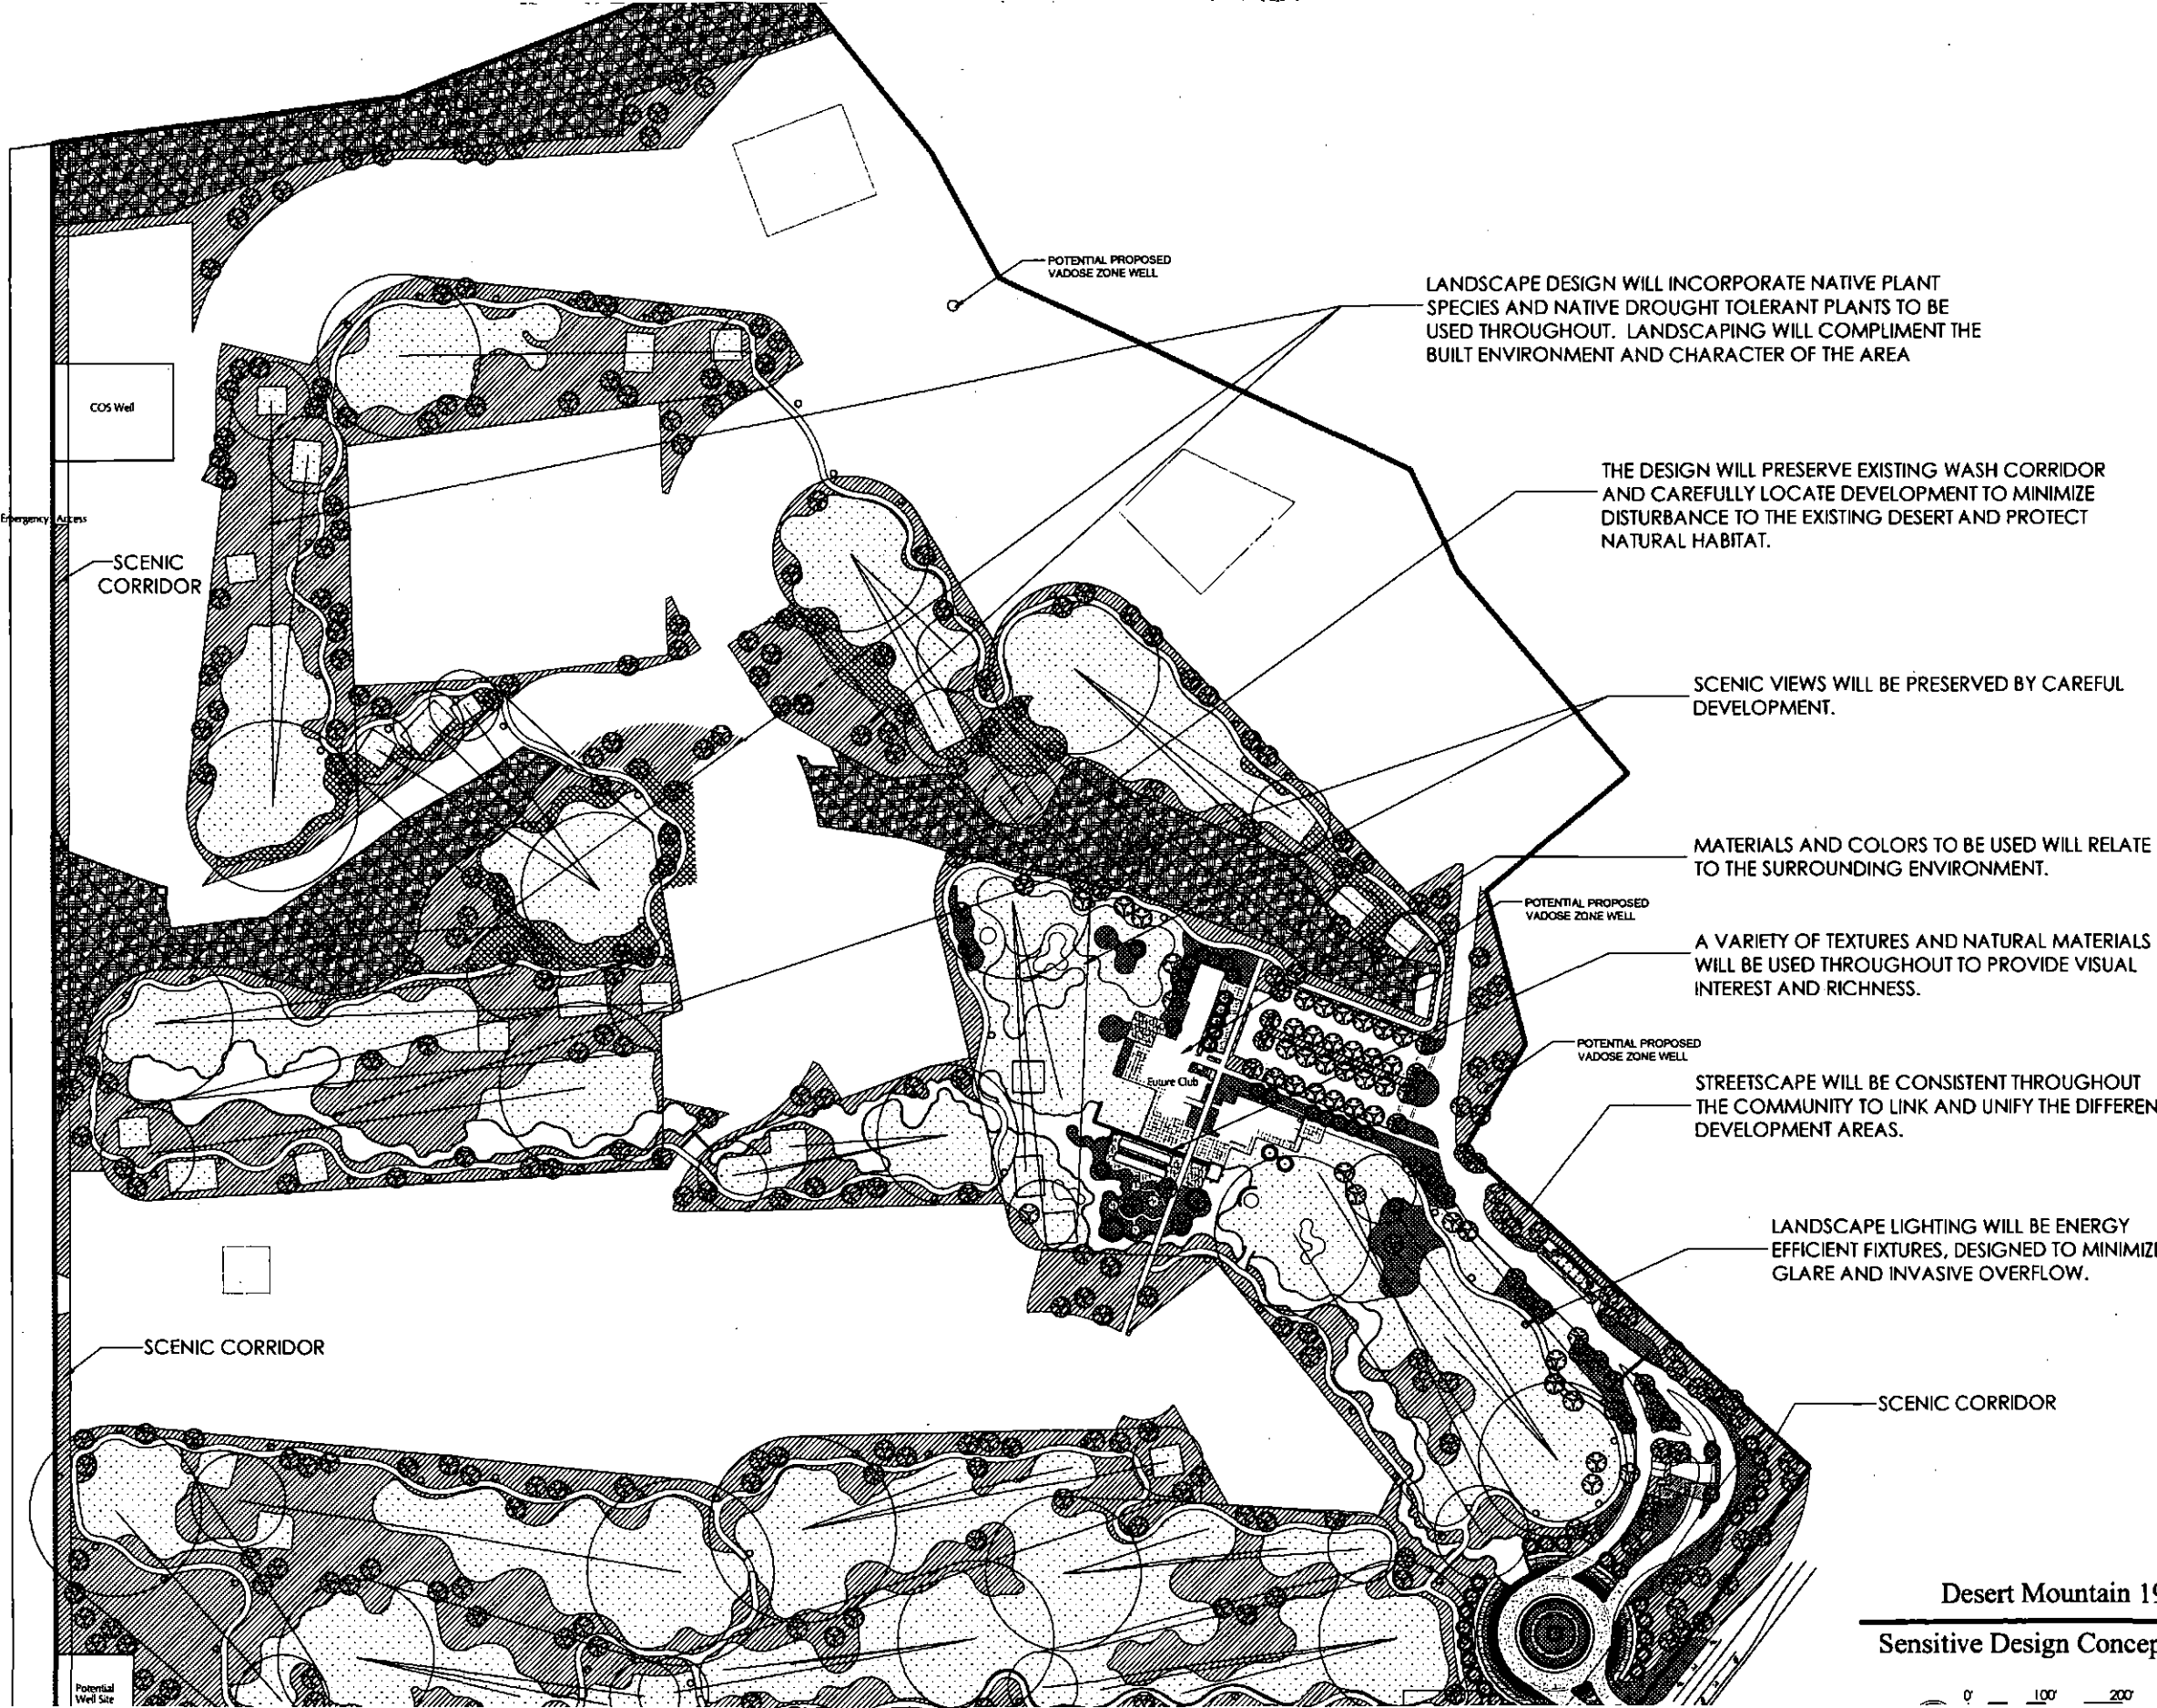 POTENTIAL PROPOSED
VADOSE ZONE WELL
LANDSCAPE DESIGN WILL INCORPORATE NATIVE PLANT
SPECIES AND NATIVE DROUGHT TOLERANT PLANTS TO BE
USED THROUGHOUT. LANDSCAPING WILL COMPLIMENT THE
BUILT ENVIRONMENT AND CHARACTER OF THE AREA
COS Well
THE DESIGN WILL PRESERVE EXISTING WASH CORRIDOR
AND CAREFULLY LOCATE DEVELOPMENT TO MINIMIZE
DISTURBANCE TO THE EXISTING DESERT AND PROTECT
NATURAL HABITAT.
Emergency Access
SCENIC
CORRIDOR
SCENIC VIEWS WILL BE PRESERVED BY CAREFUL
DEVELOPMENT.
MATERIALS AND COLORS TO BE USED WILL RELATE
TO THE SURROUNDING ENVIRONMENT.
POTENTIAL PROPOSED
VADOSE ZONE WELL
A VARIETY OF TEXTURES AND NATURAL MATERIALS
WILL BE USED THROUGHOUT TO PROVIDE VISUAL
INTEREST AND RICHNESS.
POTENTIAL PROPOSED
VADOSE ZONE WELL
Future Club
STREETSCAPE WILL BE CONSISTENT THROUGHOUT
THE COMMUNITY TO LINK AND UNIFY THE DIFFEREN
DEVELOPMENT AREAS.
LANDSCAPE LIGHTING WILL BE ENERGY
EFFICIENT FIXTURES, DESIGNED TO MINIMIZE
GLARE AND INVASIVE OVERFLOW.
SCENIC CORRIDOR
SCENIC CORRIDOR
Desert Mountain 19
Sensitive Design Concep
Potential
Well Site
0' 100' 200'